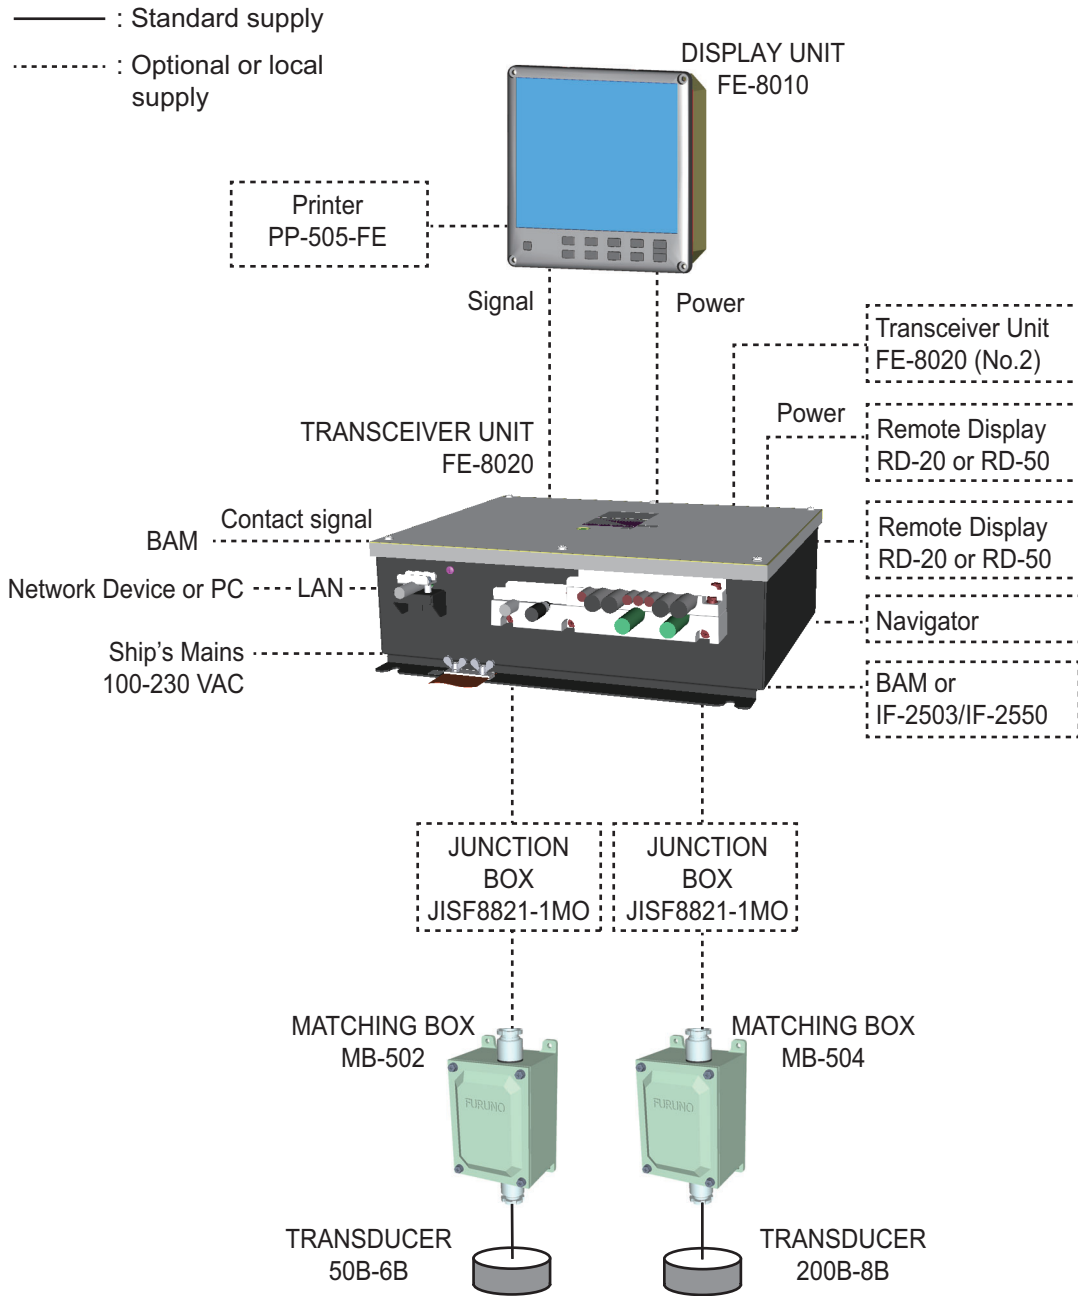 : Standard supply
: Optional or local
supply
DISPLAY UNIT
FE-8010
Printer
PP-505-FE
Signal
Power
Transceiver Unit
FE-8020 (No.2)
Power
Remote Display
RD-20 or RD-50
TRANSCEIVER UNIT
FE-8020
Contact signal
BAM
Remote Display
RD-20 or RD-50
Network Device or PC
LAN
Navigator
Ship's Mains
100-230 VAC
BAM or
IF-2503/IF-2550
JUNCTION
BOX
JISF8821-1MO
JUNCTION
BOX
JISF8821-1MO
MATCHING BOX
MB-502
MATCHING BOX
MB-504
FURUNO
FURUNO
TRANSDUCER
50B-6B
TRANSDUCER
200B-8B